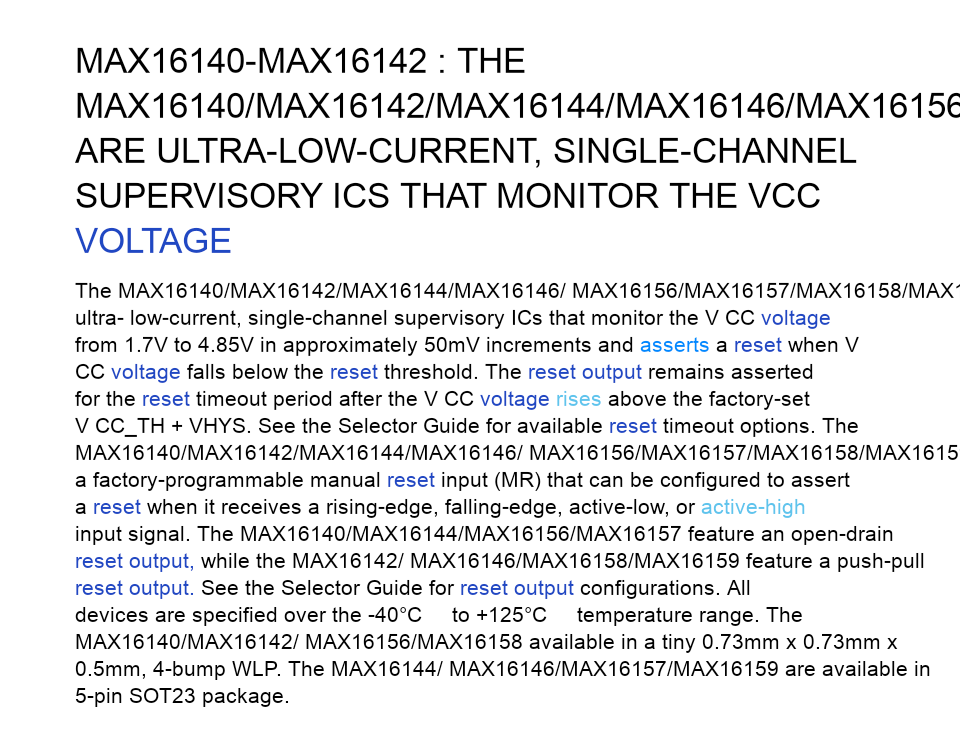 MAX16140-MAX16142 : THE
MAX16140/MAX16142/MAX16144/MAX16146/MAX16156
ARE ULTRA-LOW-CURRENT, SINGLE-CHANNEL
SUPERVISORY ICS THAT MONITOR THE VCC
VOLTAGE
The MAX16140/MAX16142/MAX16144/MAX16146/ MAX16156/MAX16157/MAX16158/MAX1
ultra- low-current, single-channel supervisory ICs that monitor the V CC voltage
from 1.7V to 4.85V in approximately 50mV increments and asserts a reset when V
CC voltage falls below the reset threshold. The reset output remains asserted
for the reset timeout period after the V CC voltage rises above the factory-set
V CC_TH + VHYS. See the Selector Guide for available reset timeout options. The
MAX16140/MAX16142/MAX16144/MAX16146/ MAX16156/MAX16157/MAX16158/MAX1615
a factory-programmable manual reset input (MR) that can be configured to assert
a reset when it receives a rising-edge, falling-edge, active-low, or active-high
input signal. The MAX16140/MAX16144/MAX16156/MAX16157 feature an open-drain
reset output, while the MAX16142/ MAX16146/MAX16158/MAX16159 feature a push-pull
reset output. See the Selector Guide for reset output configurations. All
devices are specified over the -40°C to +125°C temperature range. The
MAX16140/MAX16142/ MAX16156/MAX16158 available in a tiny 0.73mm x 0.73mm x
0.5mm, 4-bump WLP. The MAX16144/ MAX16146/MAX16157/MAX16159 are available in
5-pin SOT23 package.